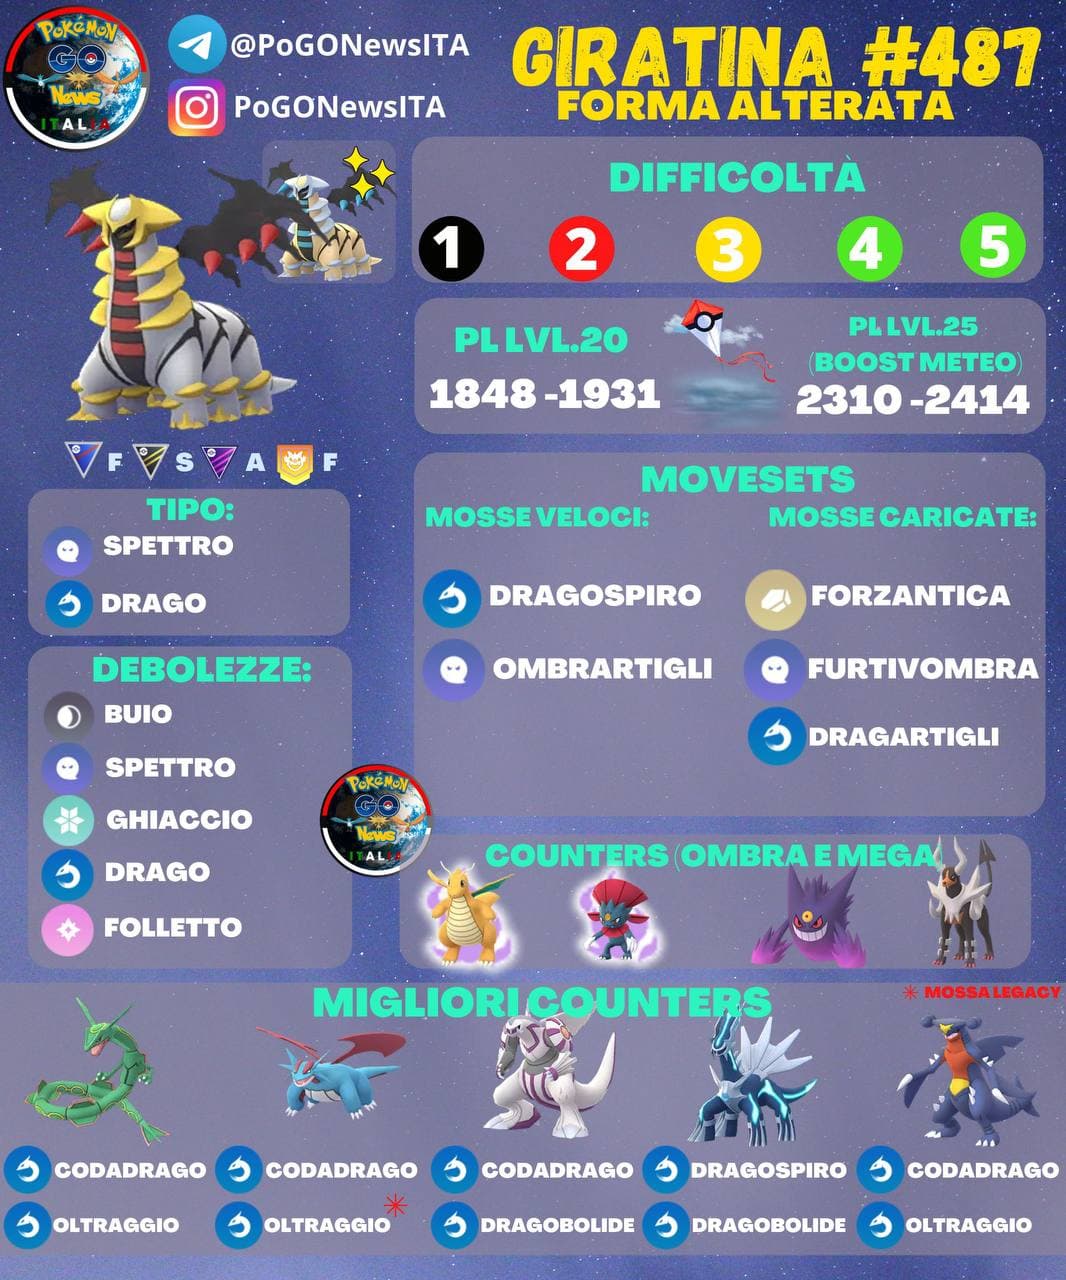 POKÉMON
GO
News
ITALIA
@PoGONewsITA
PoGONewsITA
GIRATINA #487
FORMA ALTERATA
DIFFICOLTÀ
1 2 3 4 5
PL LVL.20
1848 -1931
PL LVL.25
(BOOST METEO)
2310 -2414
F S A F
TIPO:
SPETTRO
DRAGO
DEBOLEZZE:
BUIO
SPETTRO
GHIACCIO
DRAGO
FOLLETTO
MOVESETS
MOSSE VELOCI:
DRAGOSPIRO
OMBRARTIGLI
MOSSE CARICATE:
FORZANTICA
FURTIVOMBRA
DRAGARTIGLI
POKÉMON
GO
News
ITALIA
COUNTERS (OMBRA E MEGA)
MIGLIORI COUNTERS
✳ MOSSA LEGACY
CODADRAGO CODADRAGO CODADRAGO DRAGOSPIRO CODADRAGO
OLTRAGGIO OLTRAGGIO✳ DRAGOBOLIDE DRAGOBOLIDE OLTRAGGIO